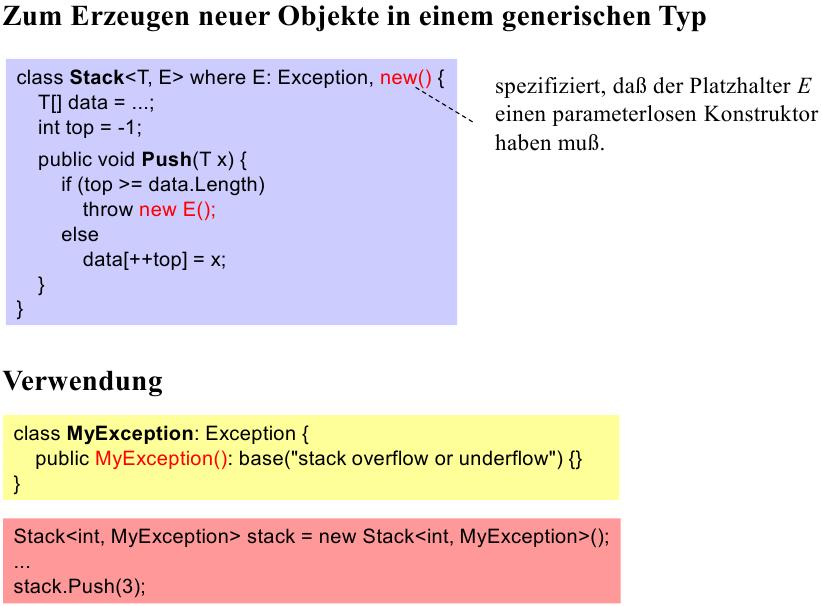 Zum Erzeugen neuer Objekte in einem generischen Typ
class Stack<T, E> where E: Exception, new() {
T[] data = ...;
int top = -1;
public void Push(T x) {
if (top >= data.Length)
throw new E();
else
data[++top] = x;
}
}
spezifiziert, daß der Platzhalter E
einen parameterlosen Konstruktor
haben muß.
Verwendung
class MyException: Exception {
public MyException(): base("stack overflow or underflow") {}
}
Stack<int, MyException> stack = new Stack<int, MyException>();
...
stack.Push(3);